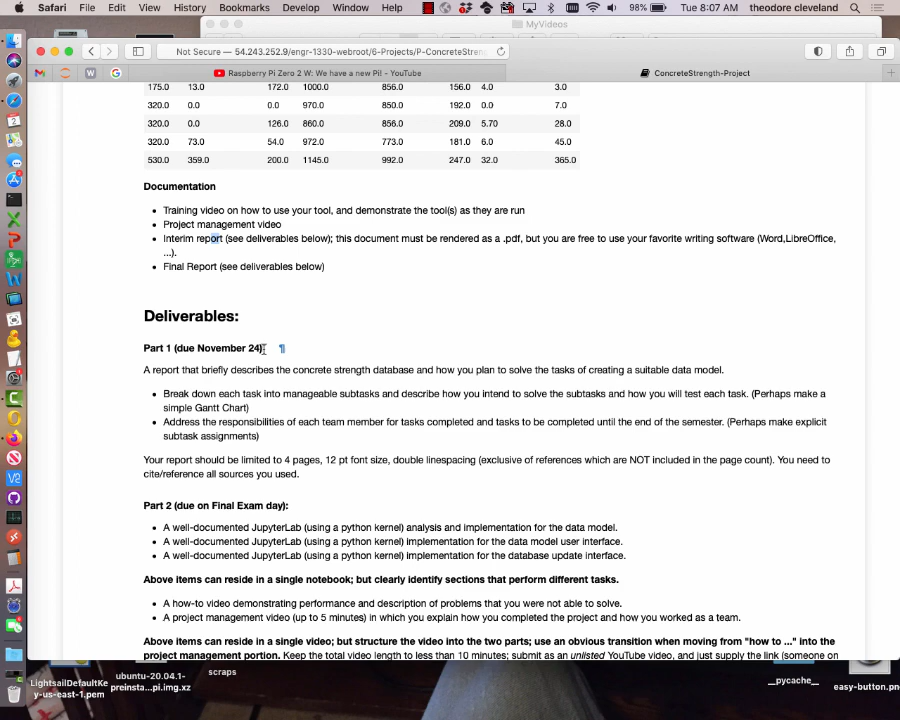 Safari File Edit View History Bookmarks Develop Window Help 98% Tue 8:07 AM theodore cleveland
MyVideos
Not Secure — 54.243.252.9/engr-1330-webroot/6-Projects/P-ConcreteStren
Raspberry Pi Zero 2 W: We have a new Pi! - YouTube ConcreteStrength-Project
175.0 13.0 172.0 1000.0 856.0 156.0 4.0 3.0
320.0 0.0 0.0 970.0 850.0 192.0 0.0 7.0
320.0 0.0 126.0 860.0 856.0 209.0 5.70 28.0
320.0 73.0 54.0 972.0 773.0 181.0 6.0 45.0
530.0 359.0 200.0 1145.0 992.0 247.0 32.0 365.0
Documentation
• Training video on how to use your tool, and demonstrate the tool(s) as they are run
• Project management video
• Interim report (see deliverables below); this document must be rendered as a .pdf, but you are free to use your favorite writing software (Word,LibreOffice,
...).
• Final Report (see deliverables below)
Deliverables:
Part 1 (due November 24): ¶
A report that briefly describes the concrete strength database and how you plan to solve the tasks of creating a suitable data model.
• Break down each task into manageable subtasks and describe how you intend to solve the subtasks and how you will test each task. (Perhaps make a
simple Gantt Chart)
• Address the responsibilities of each team member for tasks completed and tasks to be completed until the end of the semester. (Perhaps make explicit
subtask assignments)
Your report should be limited to 4 pages, 12 pt font size, double linespacing (exclusive of references which are NOT included in the page count). You need to
cite/reference all sources you used.
Part 2 (due on Final Exam day):
• A well-documented JupyterLab (using a python kernel) analysis and implementation for the data model.
• A well-documented JupyterLab (using a python kernel) implementation for the data model user interface.
• A well-documented JupyterLab (using a python kernel) implementation for the database update interface.
Above items can reside in a single notebook; but clearly identify sections that perform different tasks.
• A how-to video demonstrating performance and description of problems that you were not able to solve.
• A project management video (up to 5 minutes) in which you explain how you completed the project and how you worked as a team.
Above items can reside in a single video; but structure the video into the two parts; use an obvious transition when moving from "how to ..." into the
project management portion. Keep the total video length to less than 10 minutes; submit as an unlisted YouTube video, and just supply the link (someone on
LightsailDefaultKe
y-us-east-1.pem
ubuntu-20.04.1-
preinsta...pi.img.xz
scraps
__pycache__
easy-button.pn